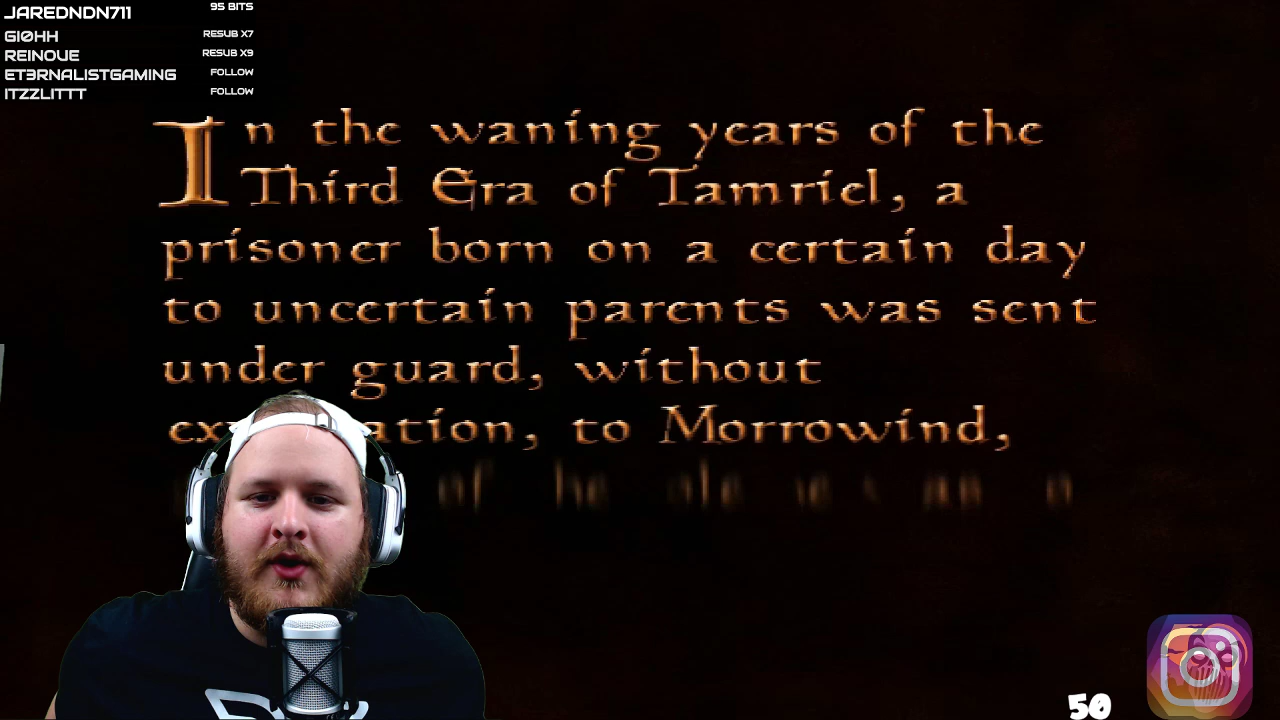 JAREDNDN711 95 BITS
GIØHH RESUB X7
REINOUE RESUB X9
ET3RNALISTGAMING FOLLOW
ITZZLITTT FOLLOW
In the waning years of the
Third Era of Tamriel, a
prisoner born on a certain day
to uncertain parents was sent
under guard, without
to Morrowind,
50